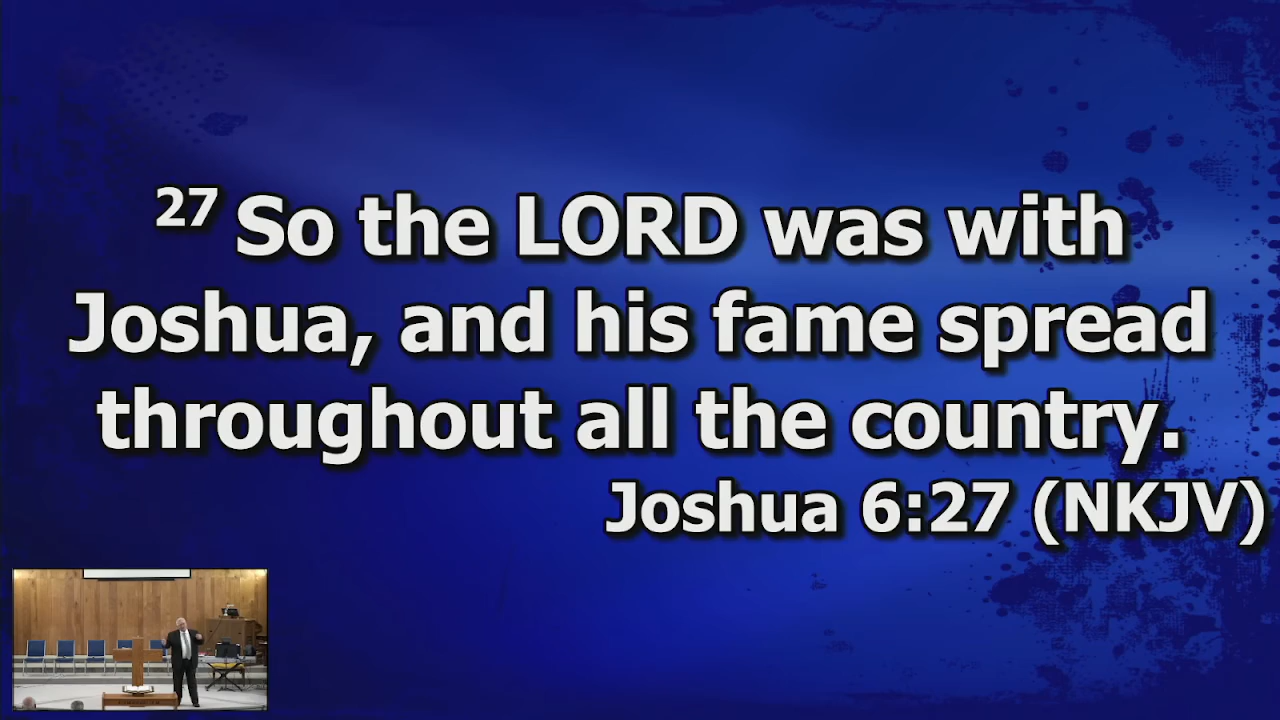 27 So the LORD was with
Joshua, and his fame spread
throughout all the country.
Joshua 6:27 (NKJV)